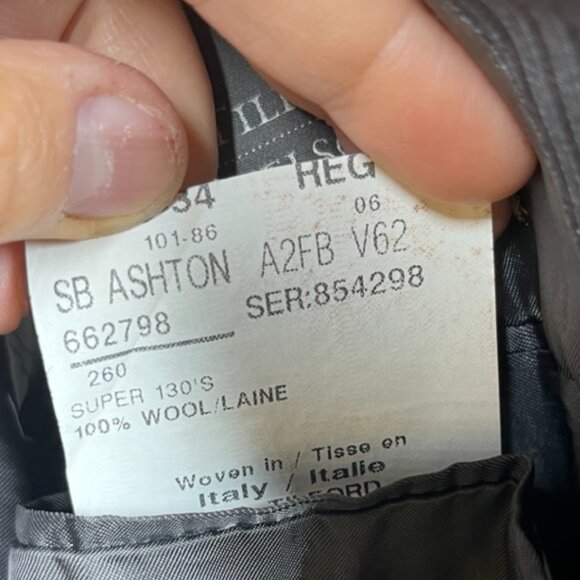 34 REG
101-86 06
SB ASHTON A2FB V62
662798 SER:854298
260
SUPER 130'S
100% WOOL/LAINE
Woven in / Tisse en
Italy / Italie